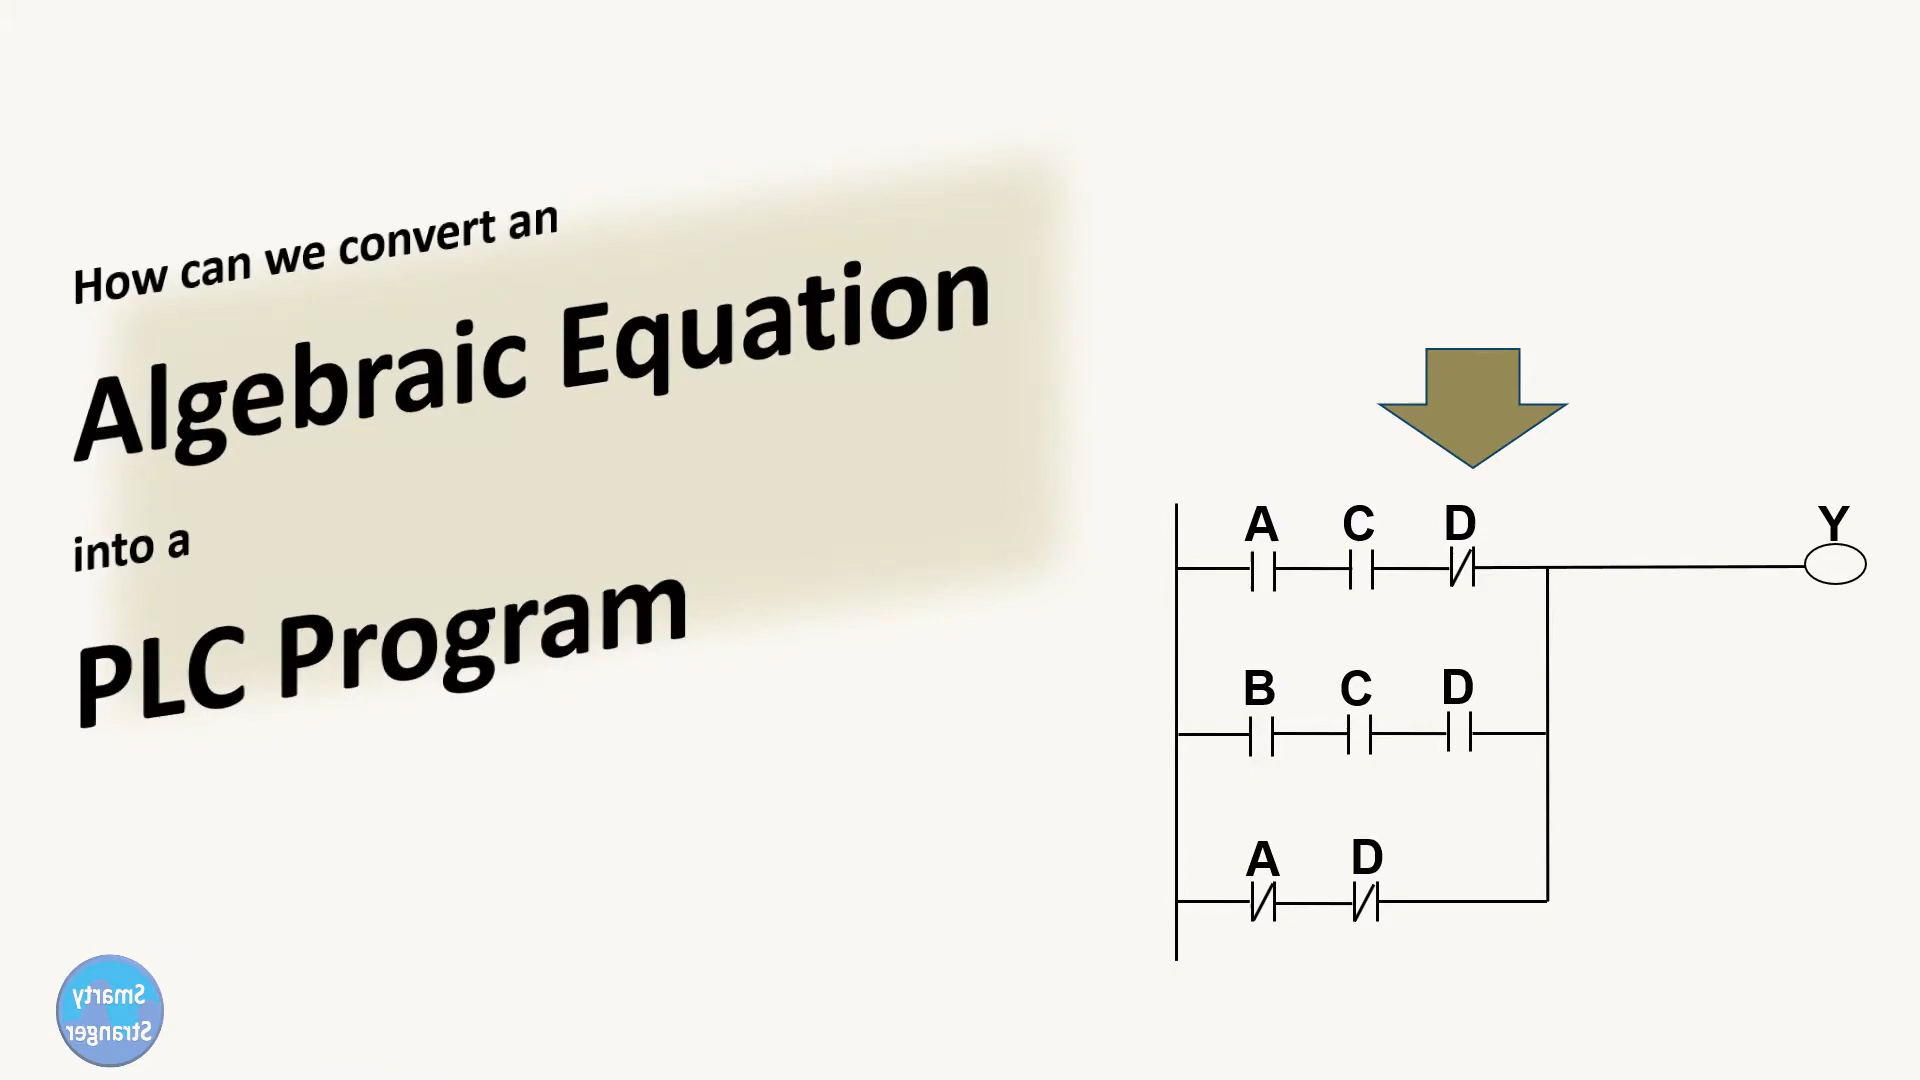 How can we convert an
Algebraic Equation
into a
PLC Program
A C D Y
B C D
A D
Smarty
Stranger